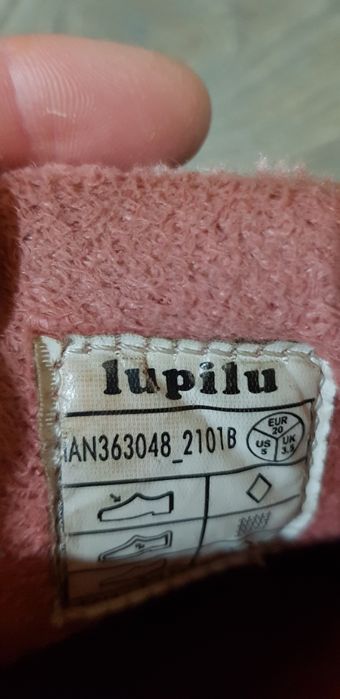 lupilu
IAN363048_2101B
EUR
20
US
5
UK
3.5